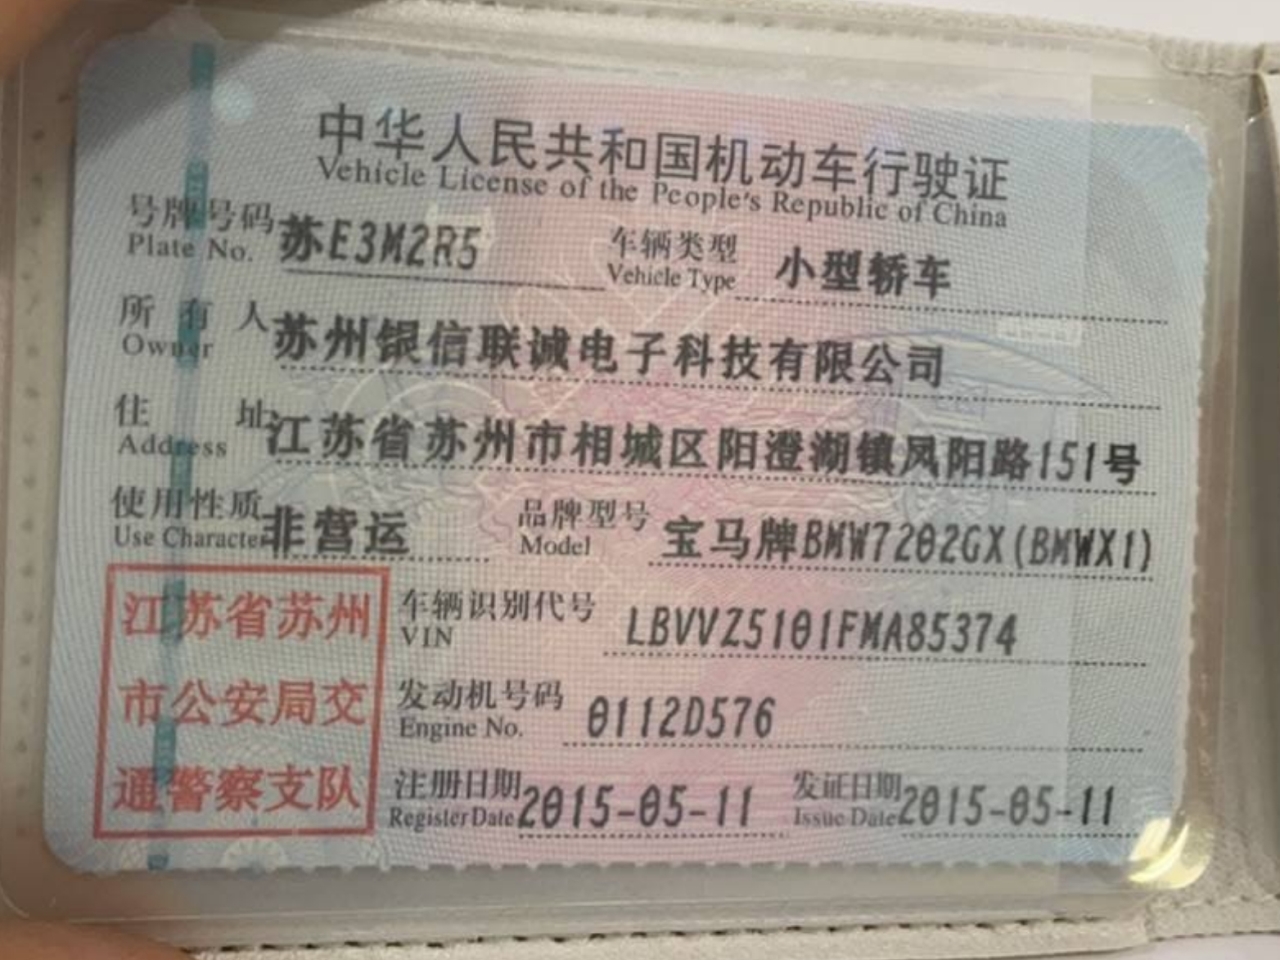 中华人民共和国机动车行驶证
Vehicle License of the People's Republic of China
号牌号码 苏E3M2R5 车辆类型 小型轿车
Plate No. Vehicle Type
所有人 苏州银信联诚电子科技有限公司
Owner
住址 江苏省苏州市相城区阳澄湖镇凤阳路151号
Address
使用性质 非营运 品牌型号 宝马牌BMW7202GX(BMWX1)
Use Character Model
江苏省苏州
市公安局交
通警察支队
车辆识别代号 LBVVZ5101FMA85374
VIN
发动机号码 0112D576
Engine No.
注册日期 2015-05-11 发证日期 2015-05-11
Register Date Issue Date